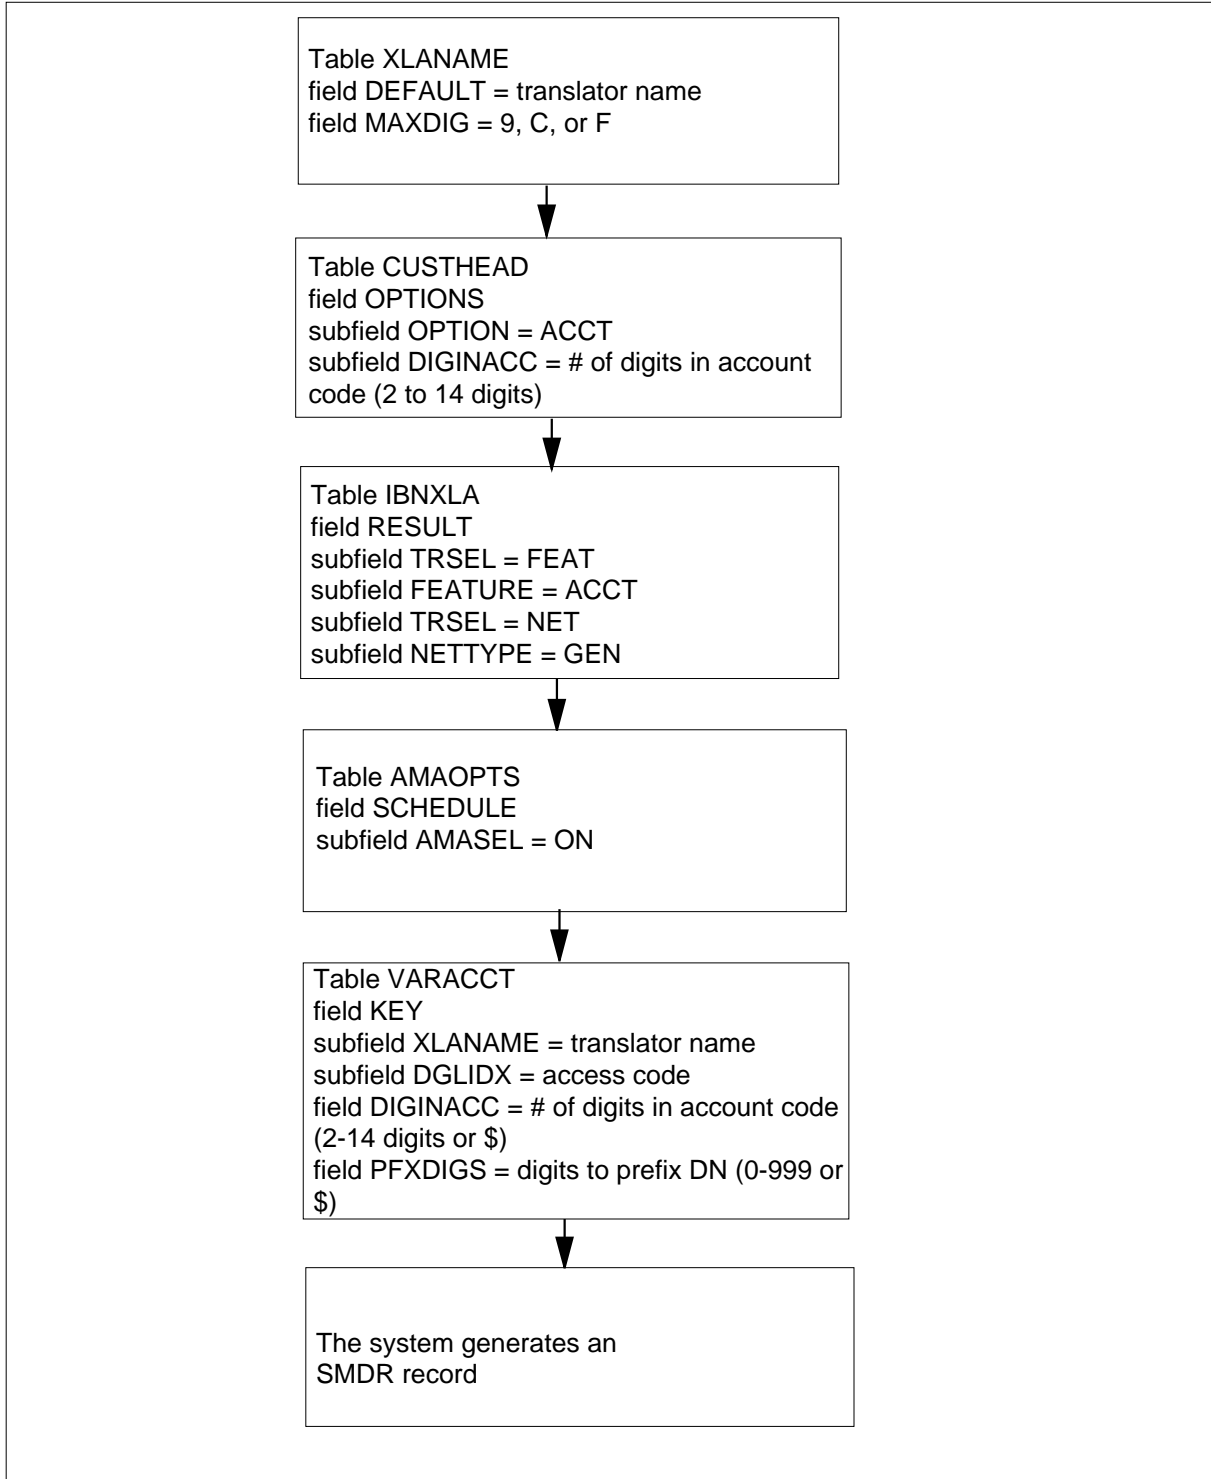 Table XLANAME
field DEFAULT = translator name
field MAXDIG = 9, C, or F
Table CUSTHEAD
field OPTIONS
subfield OPTION = ACCT
subfield DIGINACC = # of digits in account
code (2 to 14 digits)
Table IBNXLA
field RESULT
subfield TRSEL = FEAT
subfield FEATURE = ACCT
subfield TRSEL = NET
subfield NETTYPE = GEN
Table AMAOPTS
field SCHEDULE
subfield AMASEL = ON
Table VARACCT
field KEY
subfield XLANAME = translator name
subfield DGLIDX = access code
field DIGINACC = # of digits in account code
(2-14 digits or $)
field PFXDIGS = digits to prefix DN (0-999 or
$)
The system generates an
SMDR record